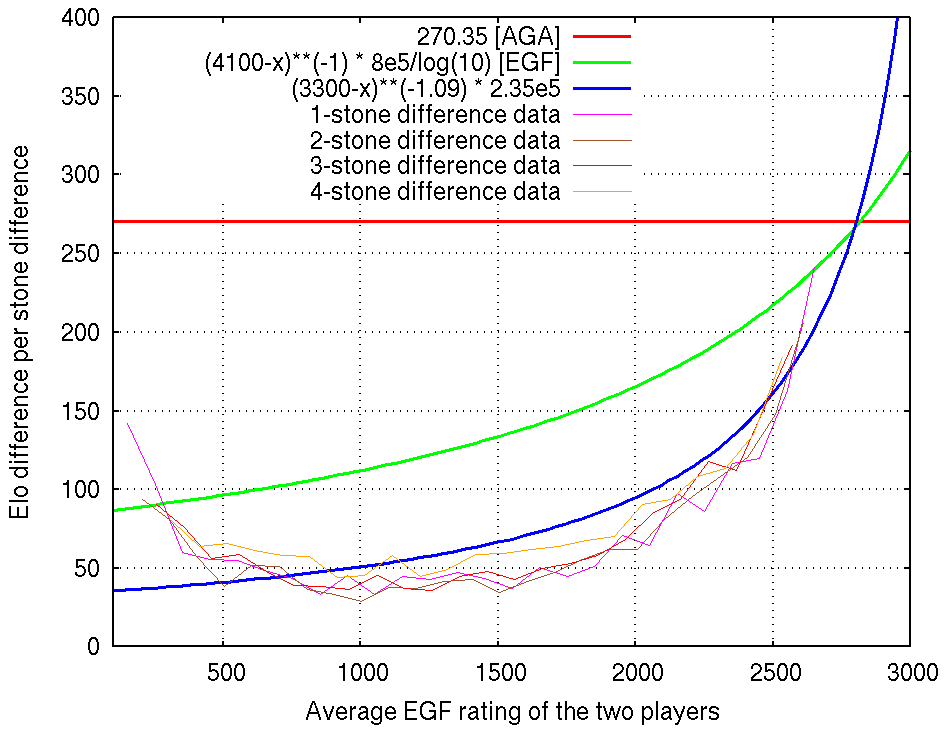 400
350
300
250
200
150
100
50
0
Elo difference per stone difference
270.35 [AGA]
(4100-x)**(-1) * 8e5/log(10) [EGF]
(3300-x)**(-1.09) * 2.35e5
1-stone difference data
2-stone difference data
3-stone difference data
4-stone difference data
500 1000 1500 2000 2500 3000
Average EGF rating of the two players